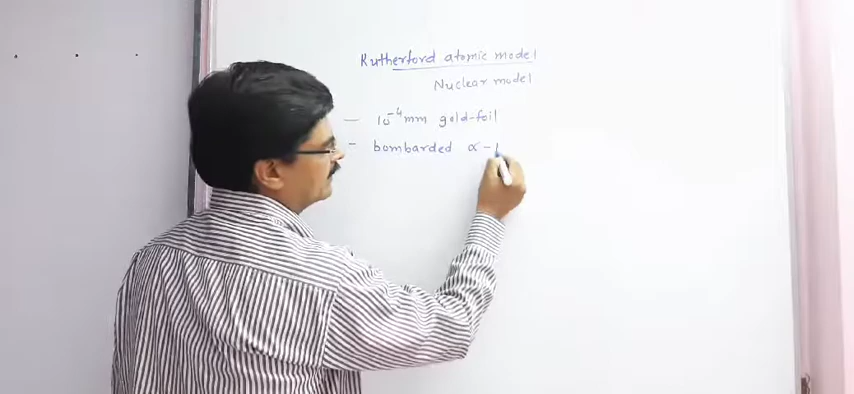 Rutherford atomic model
Nuclear model
— 10⁻⁴mm gold-foil
- bombarded α -